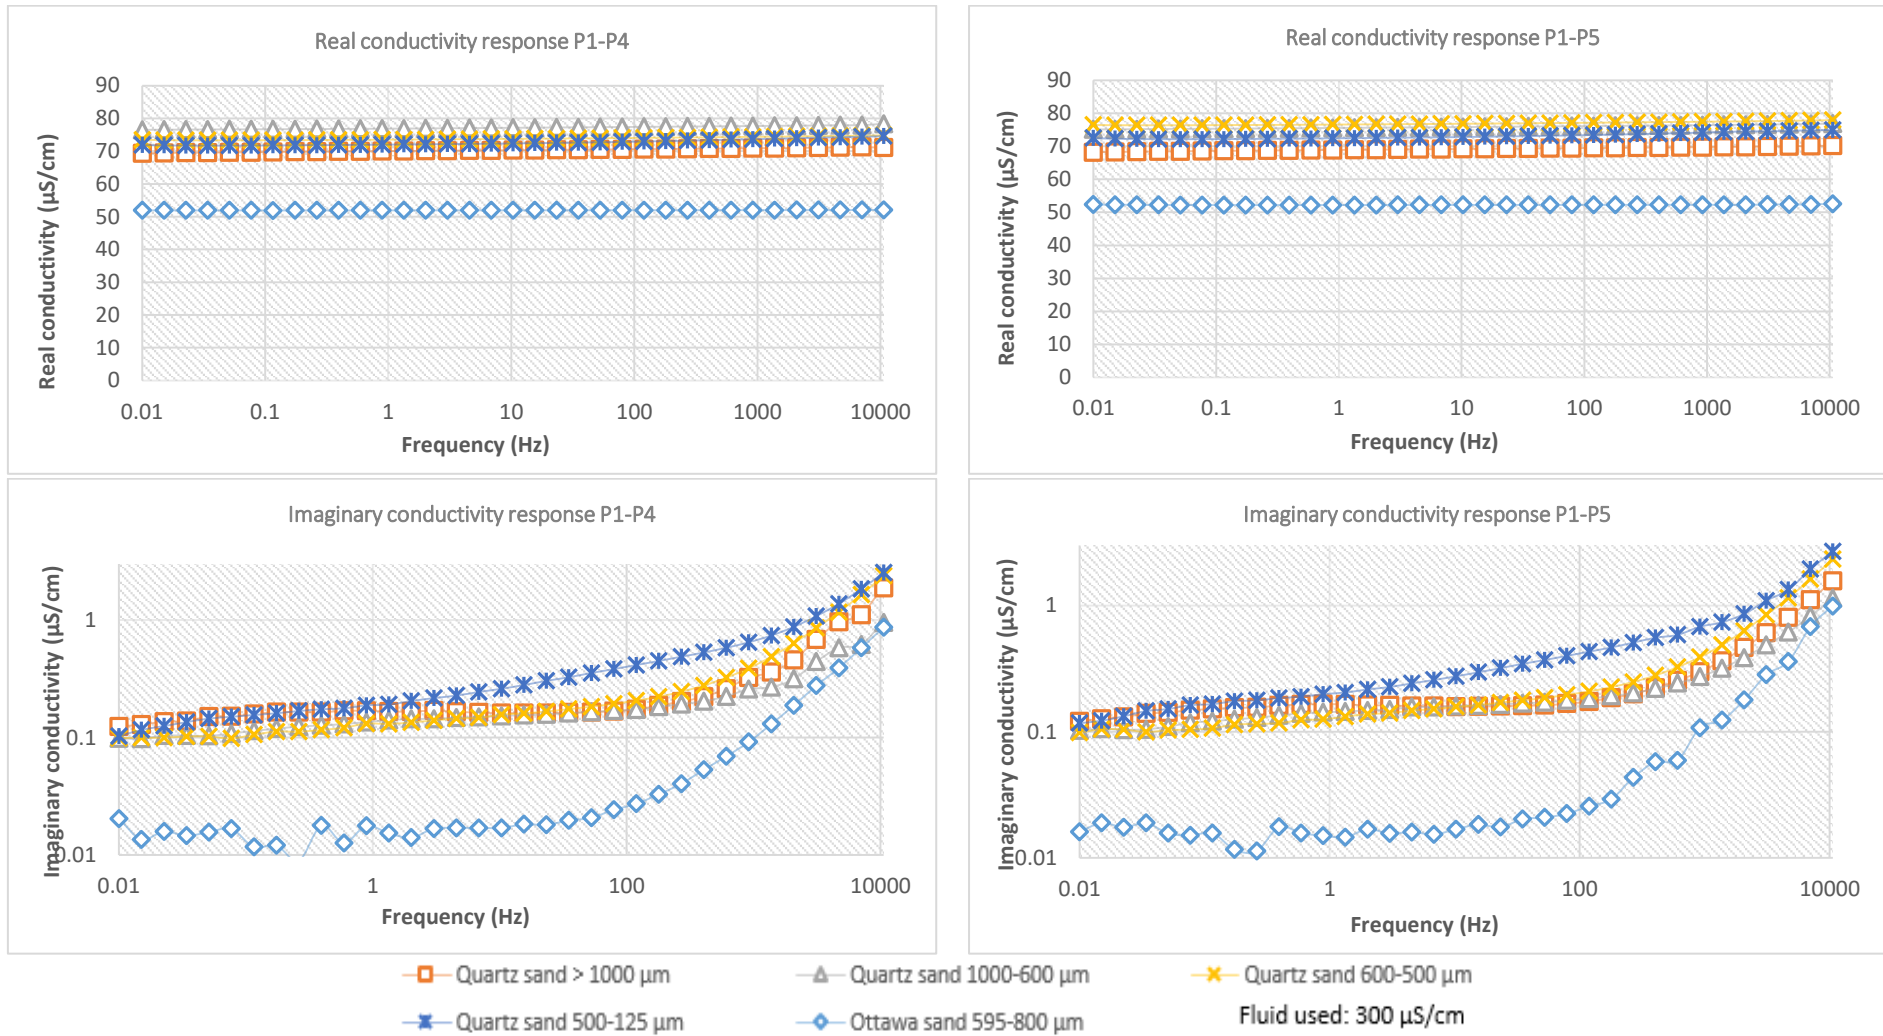 Real conductivity response P1-P4
Real conductivity (µS/cm)
90
80
70
60
50
40
30
20
10
0
0.01 0.1 1 10 100 1000 10000
Frequency (Hz)
Real conductivity response P1-P5
Real conductivity (µS/cm)
90
80
70
60
50
40
30
20
10
0
0.01 0.1 1 10 100 1000 10000
Frequency (Hz)
Imaginary conductivity response P1-P4
Imaginary conductivity (µS/cm)
1
0.1
0.01
0.01 1 100 10000
Frequency (Hz)
Imaginary conductivity response P1-P5
Imaginary conductivity (µS/cm)
1
0.1
0.01
0.01 1 100 10000
Frequency (Hz)
Quartz sand > 1000 µm
Quartz sand 1000-600 µm
Quartz sand 600-500 µm
Quartz sand 500-125 µm
Ottawa sand 595-800 µm
Fluid used: 300 µS/cm